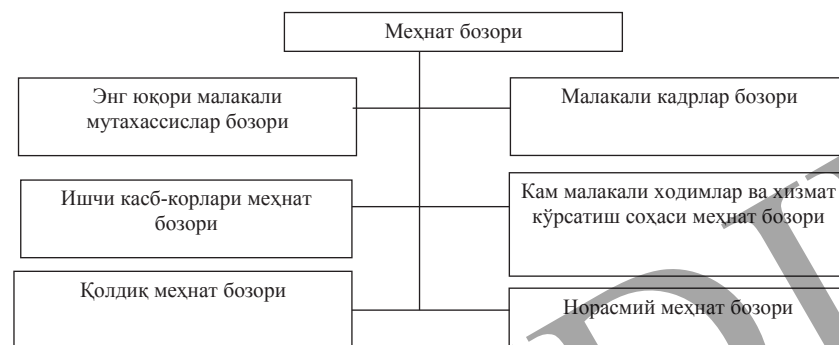 Меҳнат бозори
Энг юқори малакали
мутахассислар бозори
Малакали кадрлар бозори
Ишчи касб-корлари меҳнат
бозори
Кам малакали ходимлар ва хизмат
кўрсатиш соҳаси меҳнат бозори
Қолдиқ меҳнат бозори
Норасмий меҳнат бозори